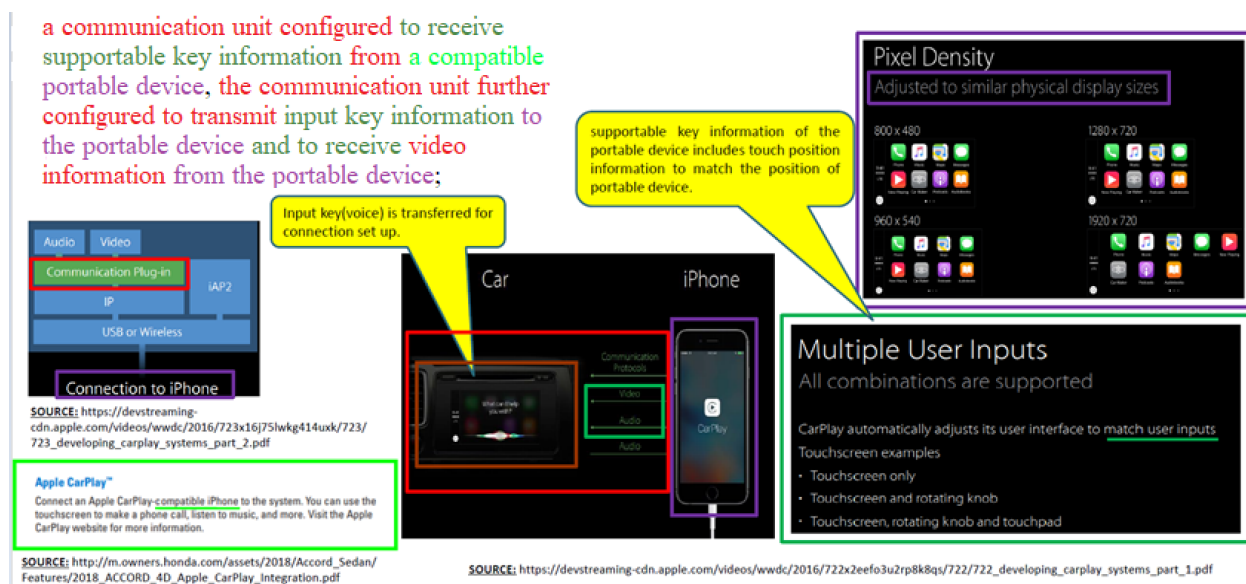 a communication unit configured to receive
supportable key information from a compatible
portable device, the communication unit further
configured to transmit input key information to
the portable device and to receive video
information from the portable device;
Audio
Video
Communication Plug-in
iAP2
IP
USB or Wireless
Connection to iPhone
SOURCE: https://devstreaming-
cdn.apple.com/videos/wwdc/2016/723x16j75lwkg414uxk/723/
723_developing_carplay_systems_part_2.pdf
Apple CarPlay™
Connect an Apple CarPlay-compatible iPhone to the system. You can use the
touchscreen to make a phone call, listen to music, and more. Visit the Apple
CarPlay website for more information.
SOURCE: http://m.owners.honda.com/assets/2018/Accord_Sedan/
Features/2018_ACCORD_4D_Apple_CarPlay_Integration.pdf
Input key(voice) is transferred for
connection set up.
supportable key information of the
portable device includes touch position
information to match the position of
portable device.
Car
iPhone
What can I help
you with?
Communication
Protocols
Video
Audio
Audio
CarPlay
Pixel Density
Adjusted to similar physical display sizes
800 x 480
1280 x 720
960 x 540
1920 x 720
Multiple User Inputs
All combinations are supported
CarPlay automatically adjusts its user interface to match user inputs
Touchscreen examples
• Touchscreen only
• Touchscreen and rotating knob
• Touchscreen, rotating knob and touchpad
SOURCE: https://devstreaming-cdn.apple.com/videos/wwdc/2016/722x2eefo3u2rp8k8qs/722/722_developing_carplay_systems_part_1.pdf